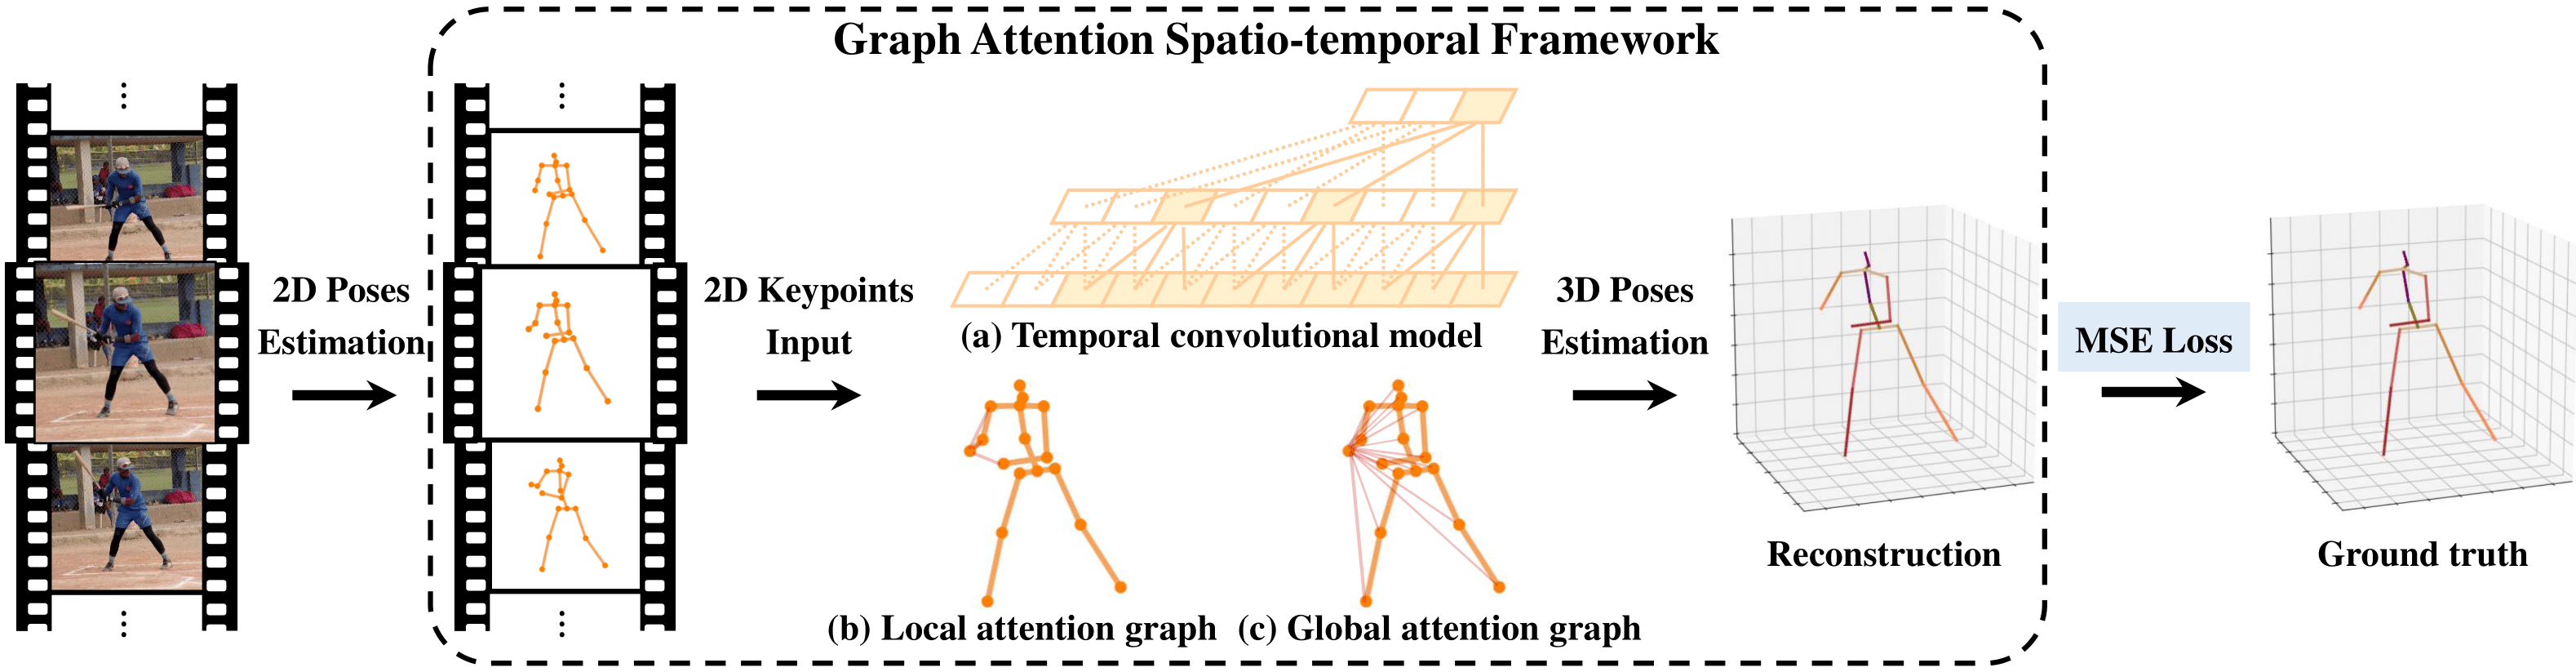 Graph Attention Spatio-temporal Framework
2D Poses
Estimation
2D Keypoints
Input
(a) Temporal convolutional model
(b) Local attention graph
(c) Global attention graph
3D Poses
Estimation
Reconstruction
MSE Loss
Ground truth